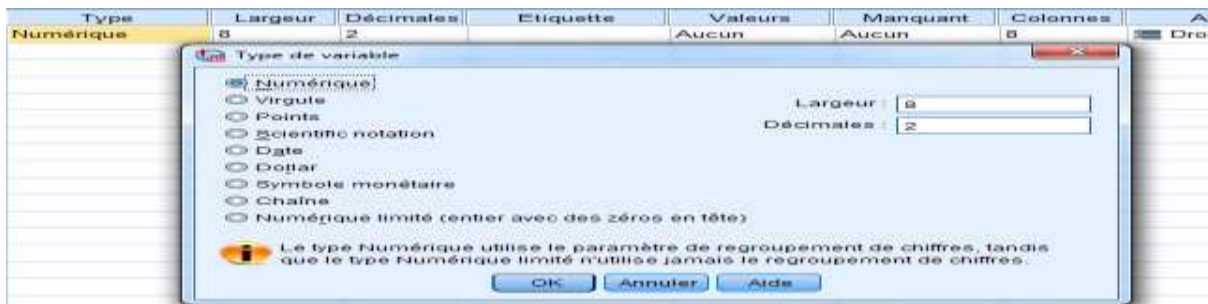 Type Largeur Décimales Etiquette Valeurs Manquant Colonnes A
Numérique 8 2 Aucun Aucun 8 Dro
Type de variable
Numérique
Virgule
Points
Scientific notation
Date
Dollar
Symbole monétaire
Chaîne
Numérique limité (entier avec des zéros en tête)
Largeur : 8
Décimales : 2
Le type Numérique utilise le paramètre de regroupement de chiffres, tandis
que le type Numérique limité n'utilise jamais le regroupement de chiffres.
OK Annuler Aide